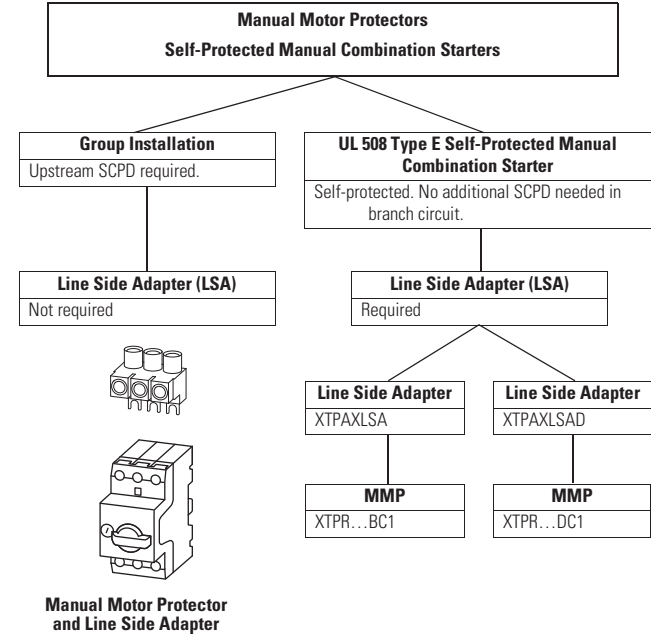 Manual Motor Protectors
Self-Protected Manual Combination Starters
Group Installation
Upstream SCPD required.
UL 508 Type E Self-Protected Manual
Combination Starter
Self-protected. No additional SCPD needed in
branch circuit.
Line Side Adapter (LSA)
Not required
Line Side Adapter (LSA)
Required
Line Side Adapter
XTPAXLSA
Line Side Adapter
XTPAXLSAD
MMP
XTPR…BC1
MMP
XTPR…DC1
Manual Motor Protector
and Line Side Adapter